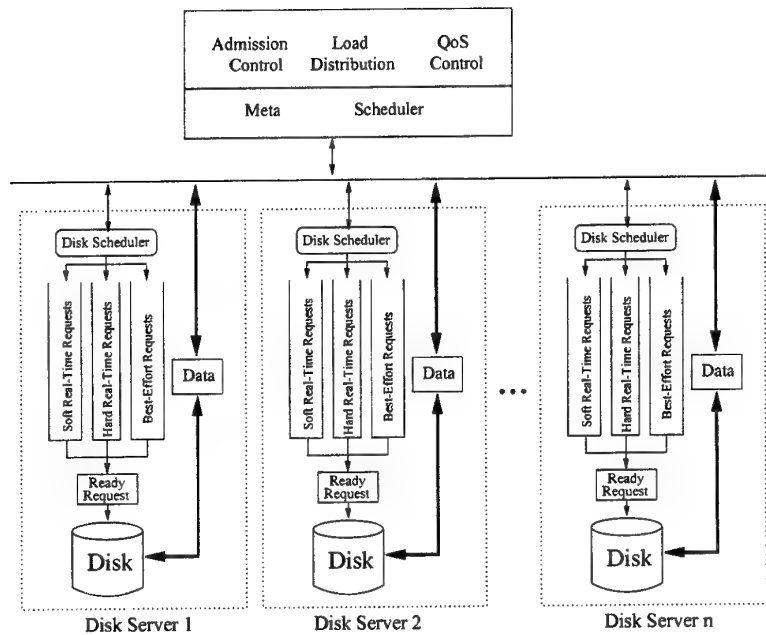 Admission Control
Load Distribution
QoS Control
Meta Scheduler
Disk Scheduler
Soft Real-Time Requests
Hard Real-Time Requests
Best-Effort Requests
Data
Ready Request
Disk
Disk Server 1
Disk Scheduler
Soft Real-Time Requests
Hard Real-Time Requests
Best-Effort Requests
Data
Ready Request
Disk
Disk Server 2
...
Disk Scheduler
Soft Real-Time Requests
Hard Real-Time Requests
Best-Effort Requests
Data
Ready Request
Disk
Disk Server n